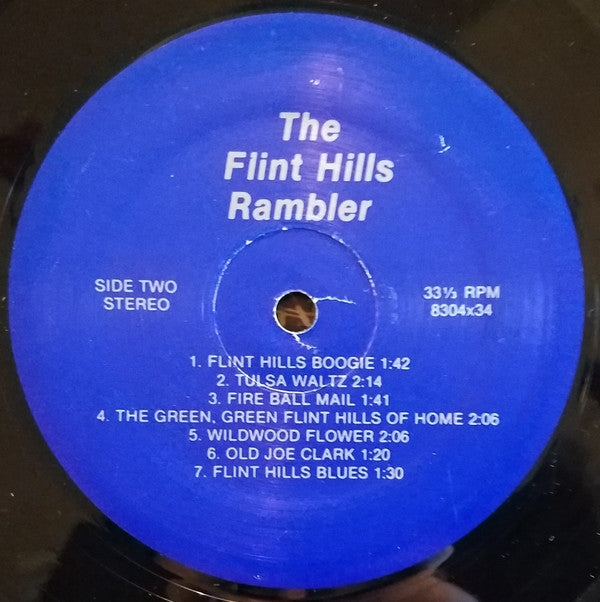 The
Flint Hills
Rambler
SIDE TWO
STEREO
33⅓ RPM
8304x34
1. FLINT HILLS BOOGIE 1:42
2. TULSA WALTZ 2:14
3. FIRE BALL MAIL 1:41
4. THE GREEN, GREEN FLINT HILLS OF HOME 2:06
5. WILDWOOD FLOWER 2:06
6. OLD JOE CLARK 1:20
7. FLINT HILLS BLUES 1:30